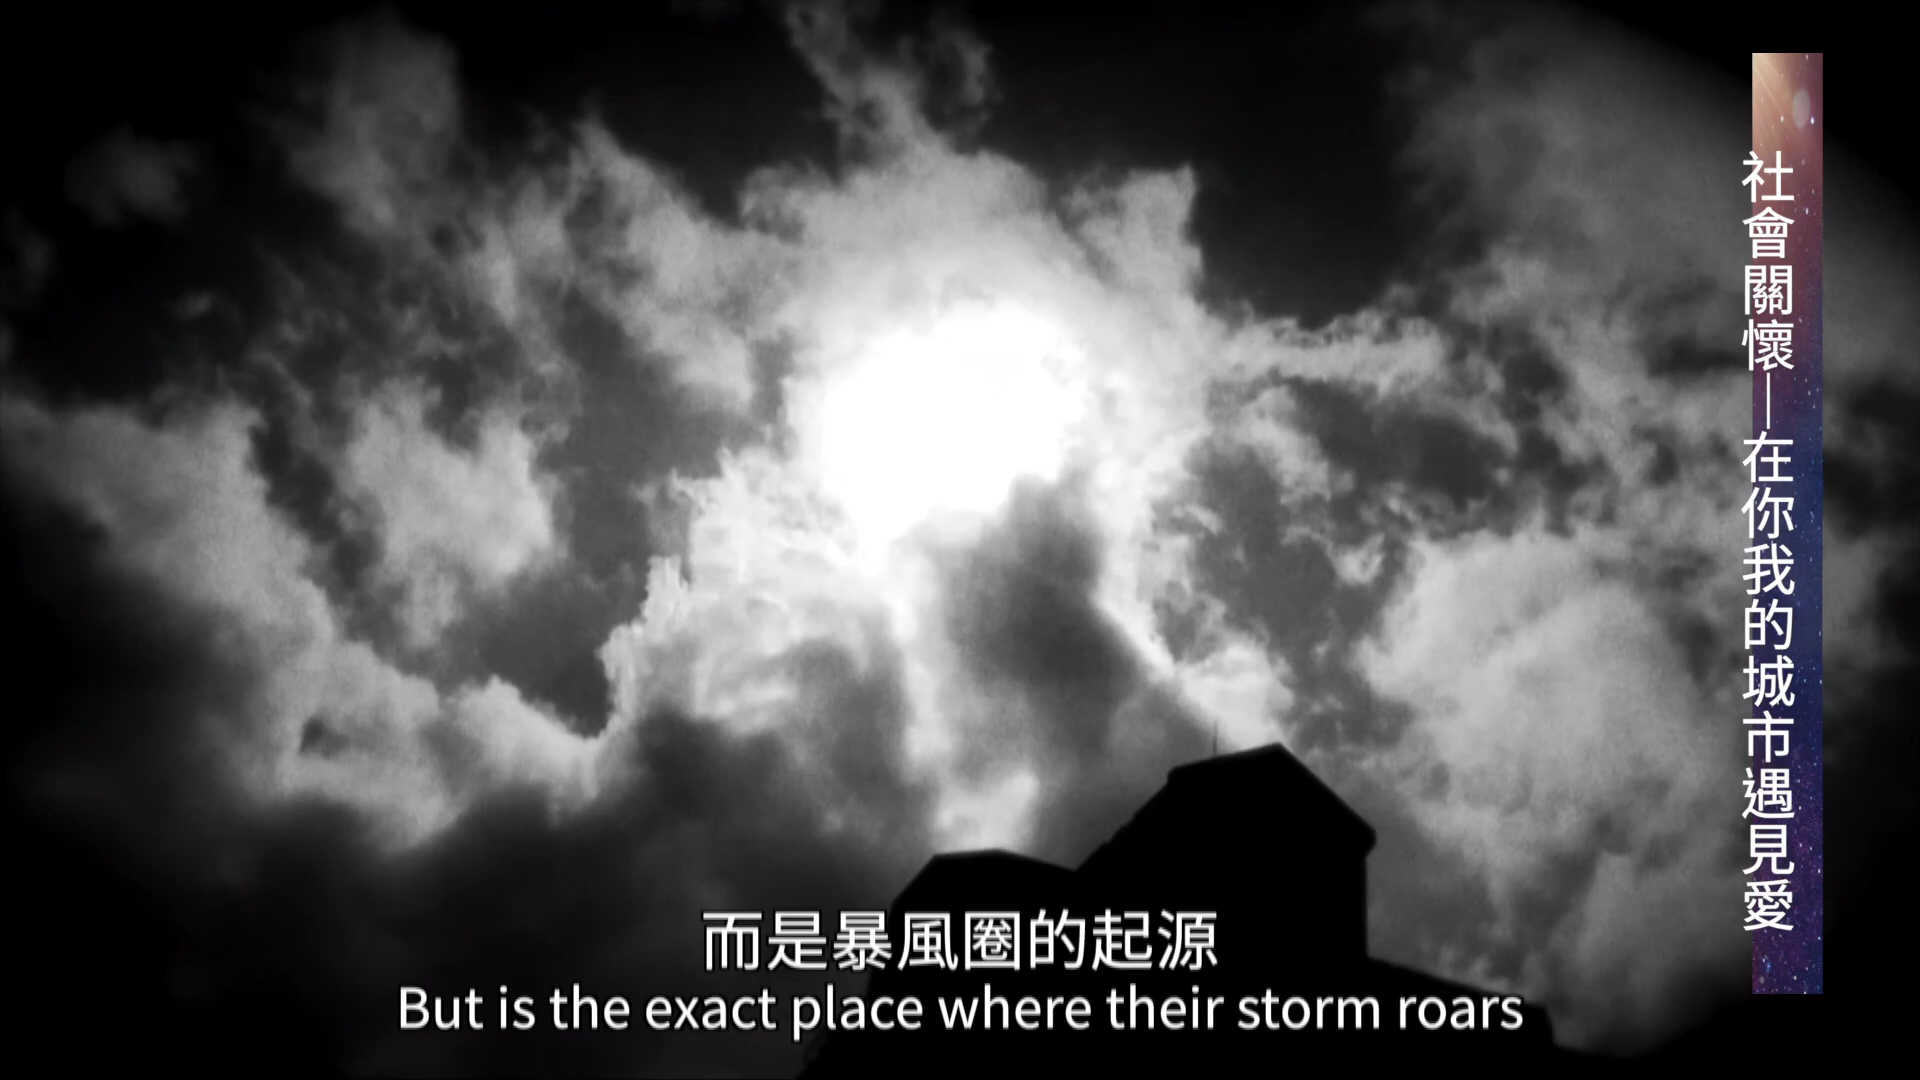 社會關懷—在你我的城市遇見愛
而是暴風圈的起源
But is the exact place where their storm roars